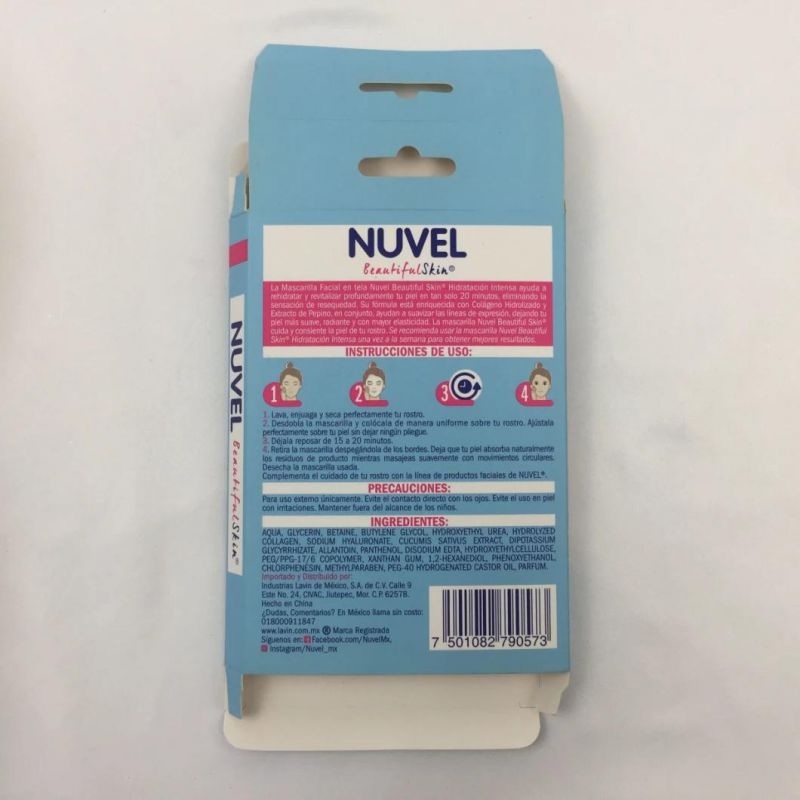 NUVEL
BeautifulSkin®
La Mascarilla Facial en tela Nuvel Beautiful Skin® Hidratación Intensa ayuda a
rehidratar y revitalizar profundamente tu piel en tan solo 20 minutos, eliminando la
sensación de resequedad. Su fórmula está enriquecida con Colágeno Hidrolizado y
Extracto de Pepino, en conjunto, ayudan a suavizar las líneas de expresión, dejando tu
piel más suave, radiante y con mayor elasticidad. La mascarilla Nuvel Beautiful Skin®
cuida y consiente la piel de tu rostro. Se recomienda usar la mascarilla Nuvel Beautiful
Skin® Hidratación Intensa una vez a la semana para obtener mejores resultados.
INSTRUCCIONES DE USO:
1 2 3 4
1. Lava, enjuaga y seca perfectamente tu rostro.
2. Desdobla la mascarilla y colócala de manera uniforme sobre tu rostro. Ajústala
perfectamente sobre tu piel sin dejar ningún pliegue.
3. Déjala reposar de 15 a 20 minutos.
4. Retira la mascarilla despegándola de los bordes. Deja que tu piel absorba naturalmente
los residuos de producto mientras masajeas suavemente con movimientos circulares.
Desecha la mascarilla usada.
Complementa el cuidado de tu rostro con la línea de productos faciales de NUVEL®.
PRECAUCIONES:
Para uso externo únicamente. Evite el contacto directo con los ojos. Evite el uso en piel
con irritaciones. Mantener fuera del alcance de los niños.
INGREDIENTES:
AQUA, GLYCERIN, BETAINE, BUTYLENE GLYCOL, HYDROXYETHYL UREA, HYDROLYZED
COLLAGEN, SODIUM HYALURONATE, CUCUMIS SATIVUS EXTRACT, DIPOTASSIUM
GLYCYRRHIZATE, ALLANTOIN, PANTHENOL, DISODIUM EDTA, HYDROXYETHYLCELLULOSE,
PEG/PPG-17/6 COPOLYMER, XANTHAN GUM, 1,2-HEXANEDIOL, PHENOXYETHANOL,
CHLORPHENESIN, METHYLPARABEN, PEG-40 HYDROGENATED CASTOR OIL, PARFUM.
Importado y Distribuido por:
Industrias Lavin de México, S.A. de C.V. Calle 9
Este No. 24, CIVAC, Jiutepec, Mor. C.P. 62578.
Hecho en China
¿Dudas, Comentarios? En México llama sin costo:
018000911847
www.lavin.com.mx ® Marca Registrada
Síguenos en: Facebook.com/NuvelMx,
Instagram/Nuvel_mx
7 501082 790573
NUVEL BeautifulSkin®